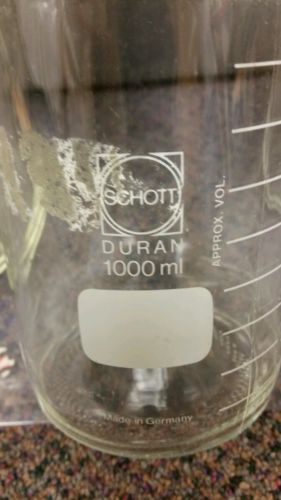 SCHOTT
DURAN
1000 ml
APPROX. VOL.
Made in Germany